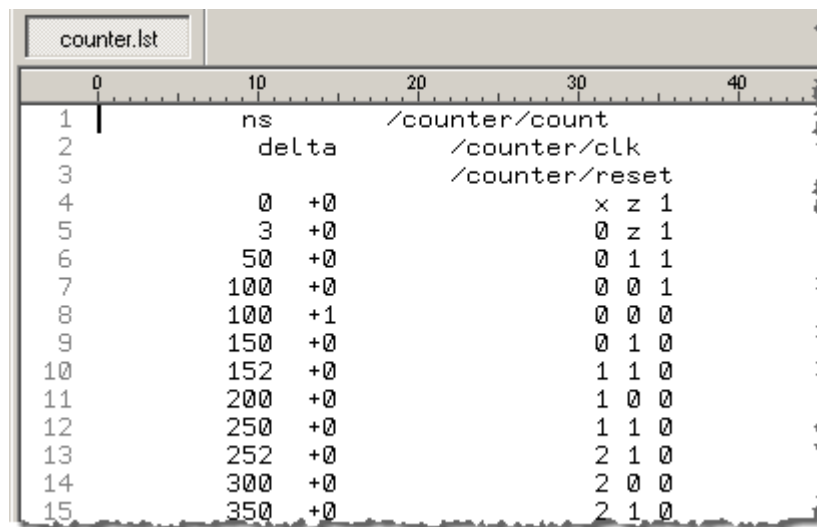 counter.lst
0 10 20 30 40
1 ns /counter/count
2 delta /counter/clk
3 /counter/reset
4 0 +0 x z 1
5 3 +0 0 z 1
6 50 +0 0 1 1
7 100 +0 0 0 1
8 100 +1 0 0 0
9 150 +0 0 1 0
10 152 +0 1 1 0
11 200 +0 1 0 0
12 250 +0 1 1 0
13 252 +0 2 1 0
14 300 +0 2 0 0
15 350 +0 2 1 0